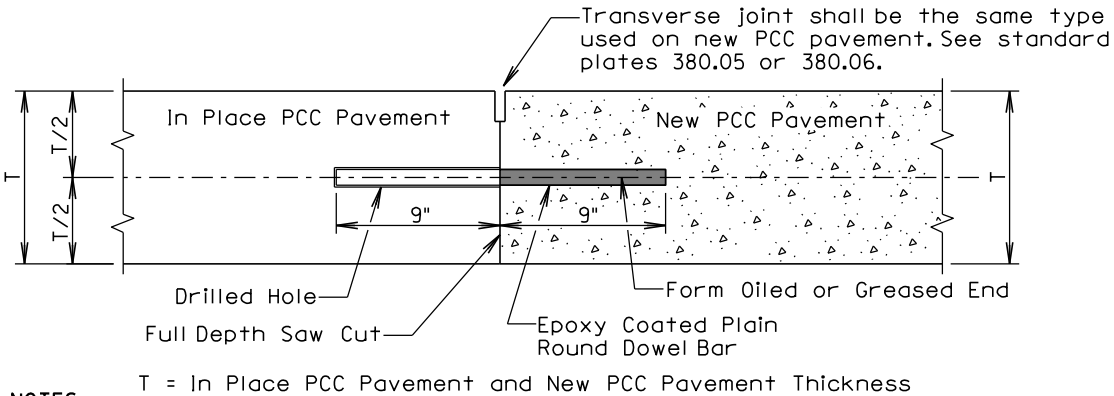 Transverse joint shall be the same type
used on new PCC pavement. See standard
plates 380.05 or 380.06.
In Place PCC Pavement
New PCC Pavement
T/2
T
T
T/2
9"
9"
Drilled Hole
Form Oiled or Greased End
Full Depth Saw Cut
Epoxy Coated Plain
Round Dowel Bar
T = In Place PCC Pavement and New PCC Pavement Thickness
NOTES